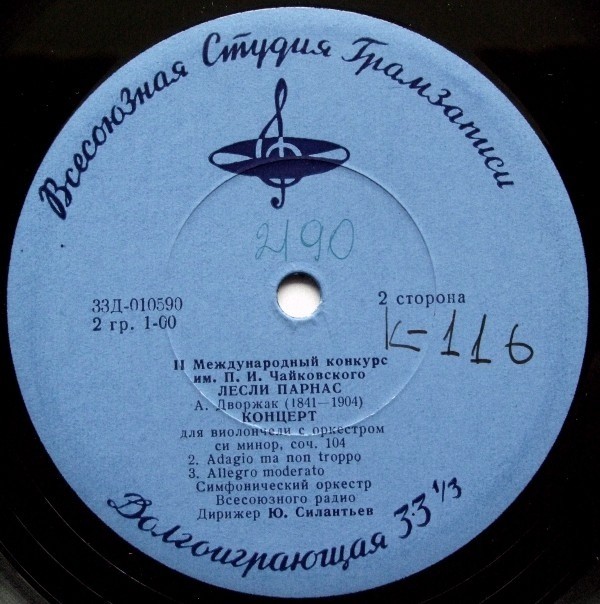 Всесоюзная Студия Грамзаписи
2190
33Д-010590
2 гр. 1-00
2 сторона
К-116
II Международный конкурс
им. П. И. Чайковского
ЛЕСЛИ ПАРНАС
А. Дворжак (1841—1904)
КОНЦЕРТ
для виолончели с оркестром
си минор, соч. 104
2. Adagio ma non troppo
3. Allegro moderato
Симфонический оркестр
Всесоюзного радио
Дирижер Ю. Силантьев
Долгоиграющая 33 1/3